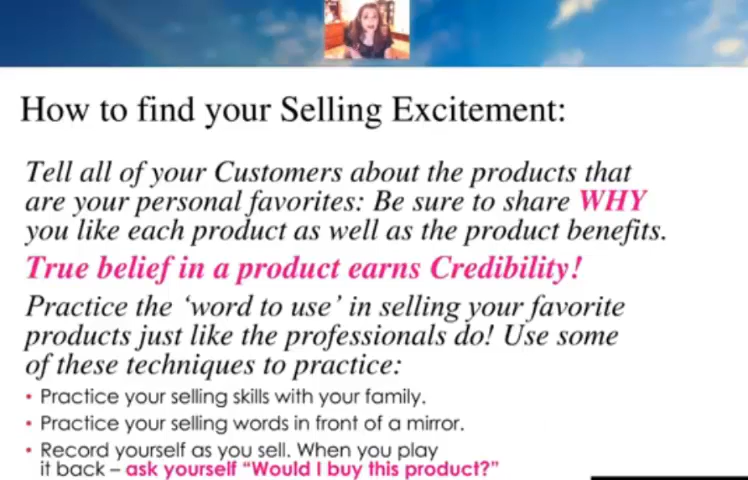 How to find your Selling Excitement:
Tell all of your Customers about the products that
are your personal favorites: Be sure to share WHY
you like each product as well as the product benefits.
True belief in a product earns Credibility!
Practice the ‘word to use’ in selling your favorite
products just like the professionals do! Use some
of these techniques to practice:
• Practice your selling skills with your family.
• Practice your selling words in front of a mirror.
• Record yourself as you sell. When you play
it back – ask yourself “Would I buy this product?”